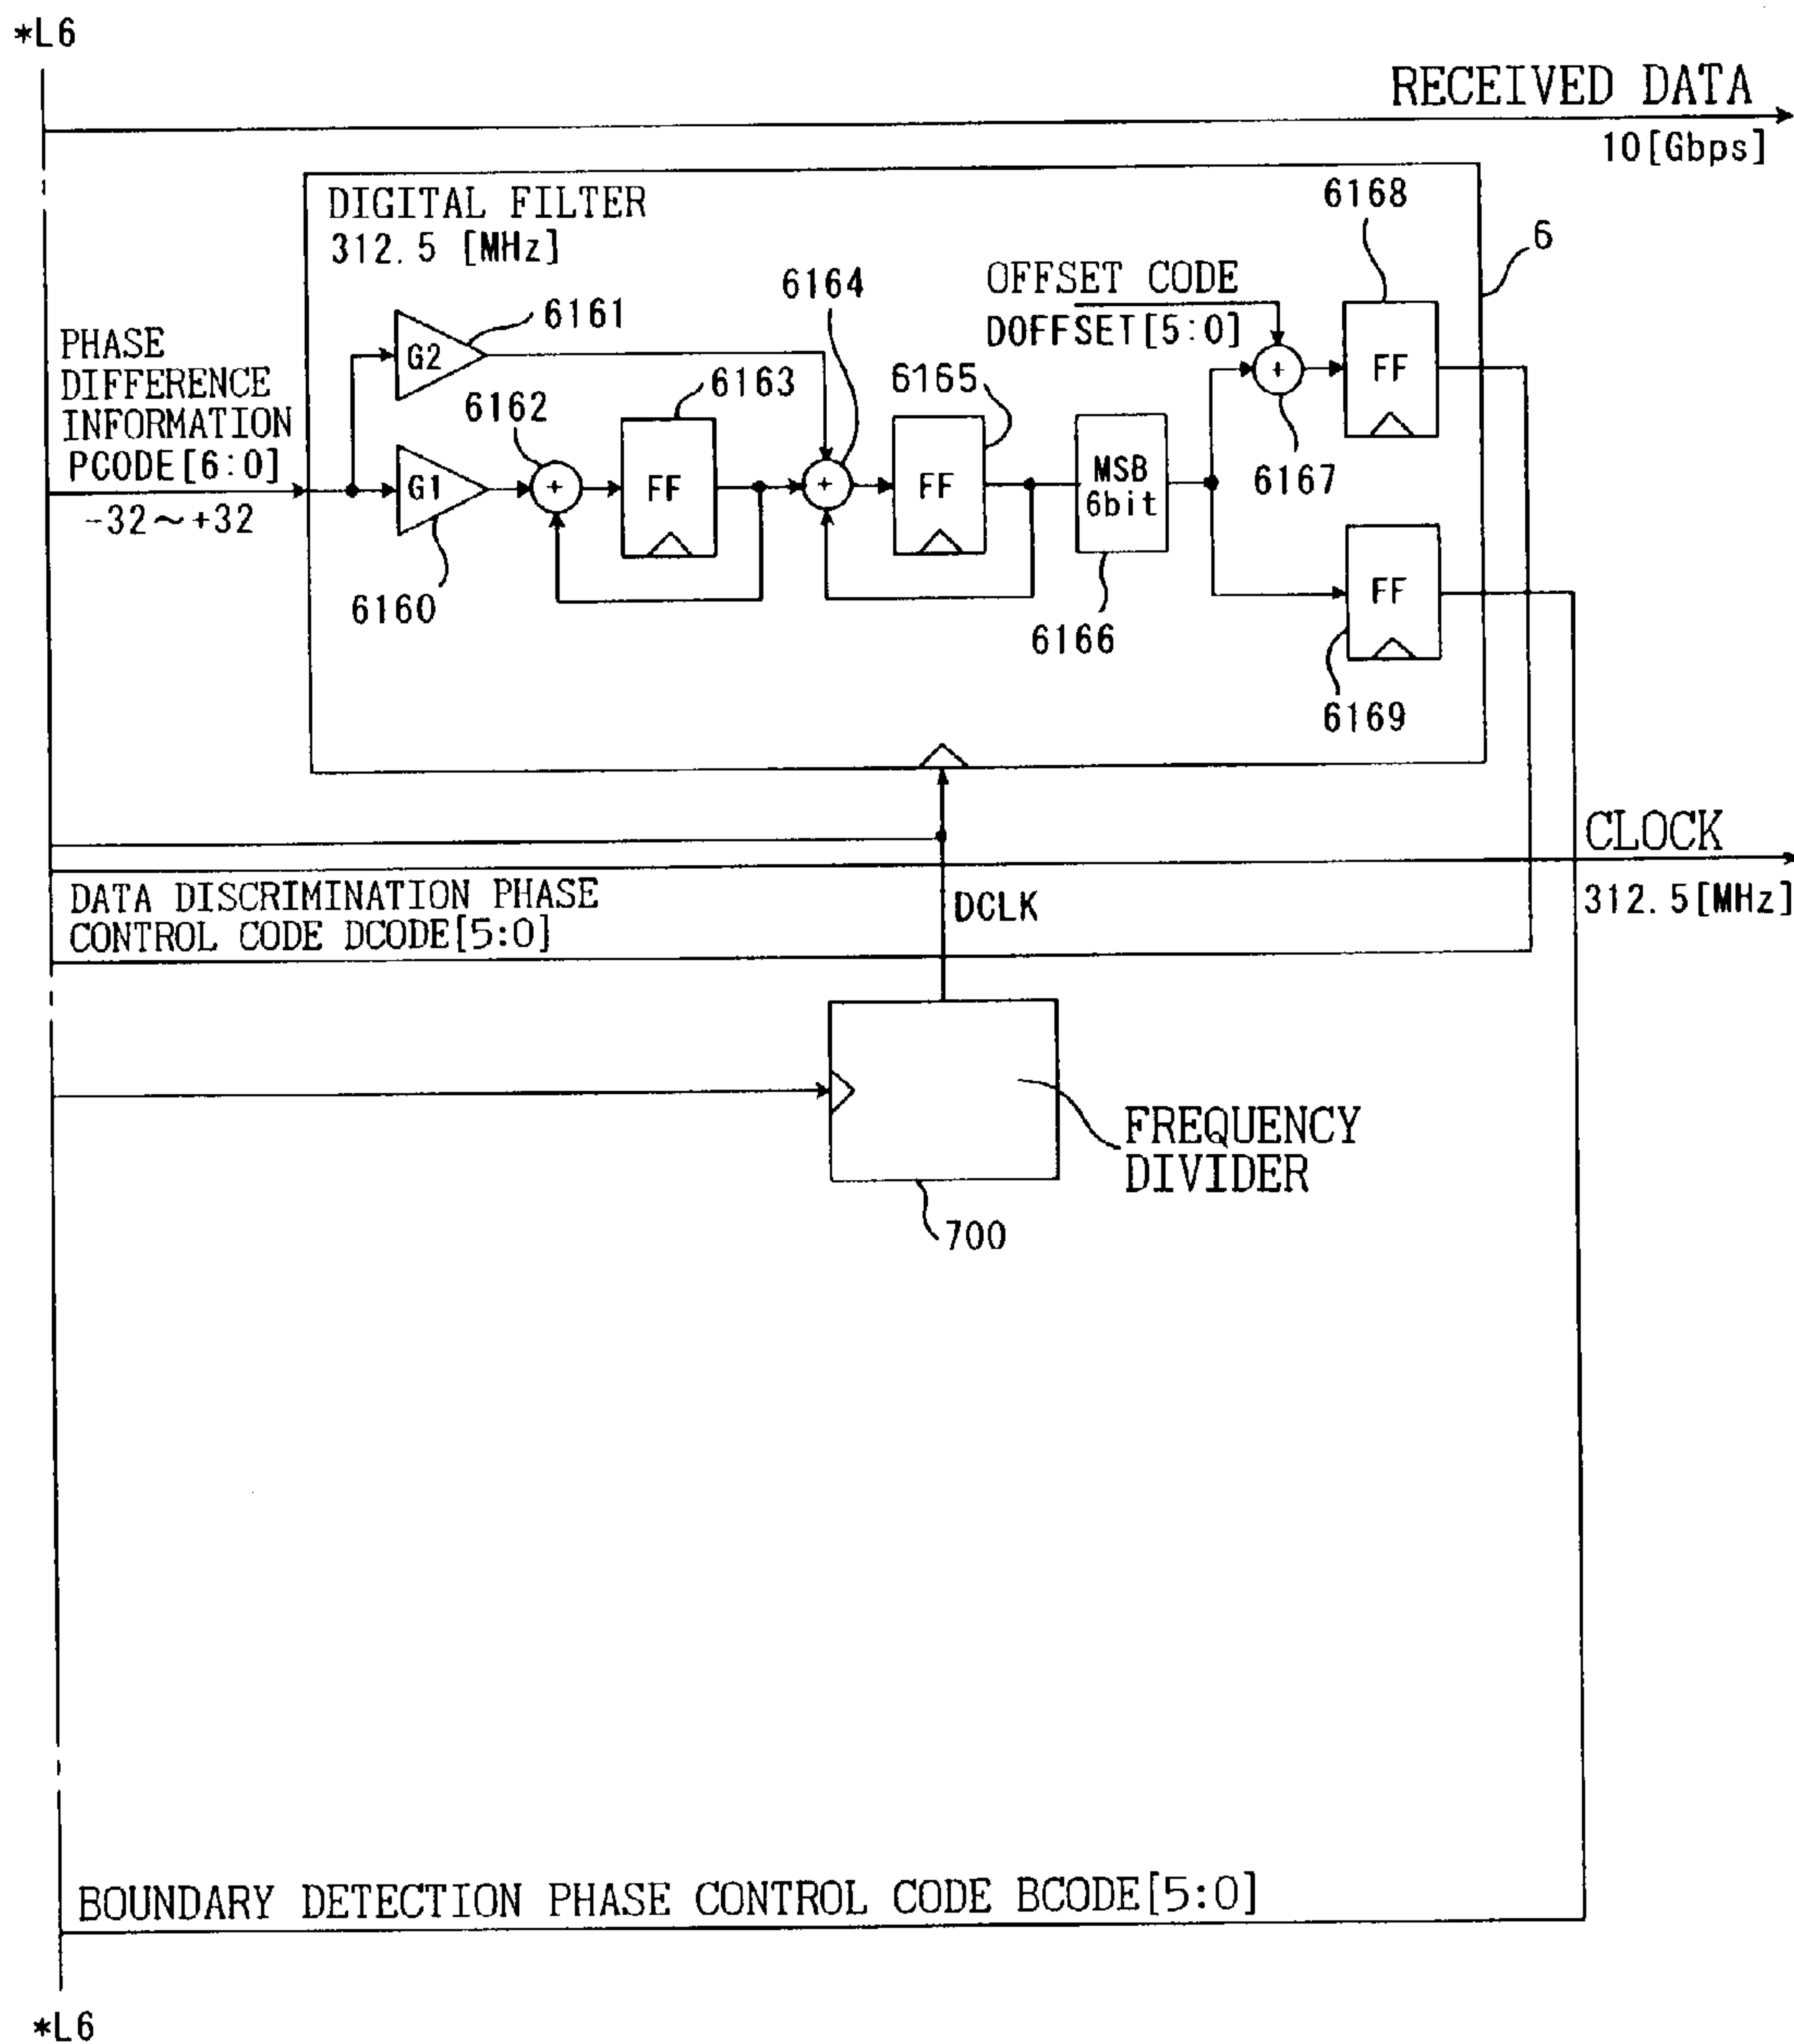 *L6
RECEIVED DATA
10[Gbps]
DIGITAL FILTER
312.5 [MHz]
6168
6
6164
OFFSET CODE
DOFFSET[5:0]
6161
PHASE
DIFFERENCE
INFORMATION
PCODE[6:0]
-32~+32
G2
6162
6163
6165
FF
+
6167
G1
+
FF
+
FF
MSB
6bit
6160
6166
FF
6169
CLOCK
312.5[MHz]
DATA DISCRIMINATION PHASE
CONTROL CODE DCODE[5:0]
DCLK
FREQUENCY
DIVIDER
700
BOUNDARY DETECTION PHASE CONTROL CODE BCODE[5:0]
*L6